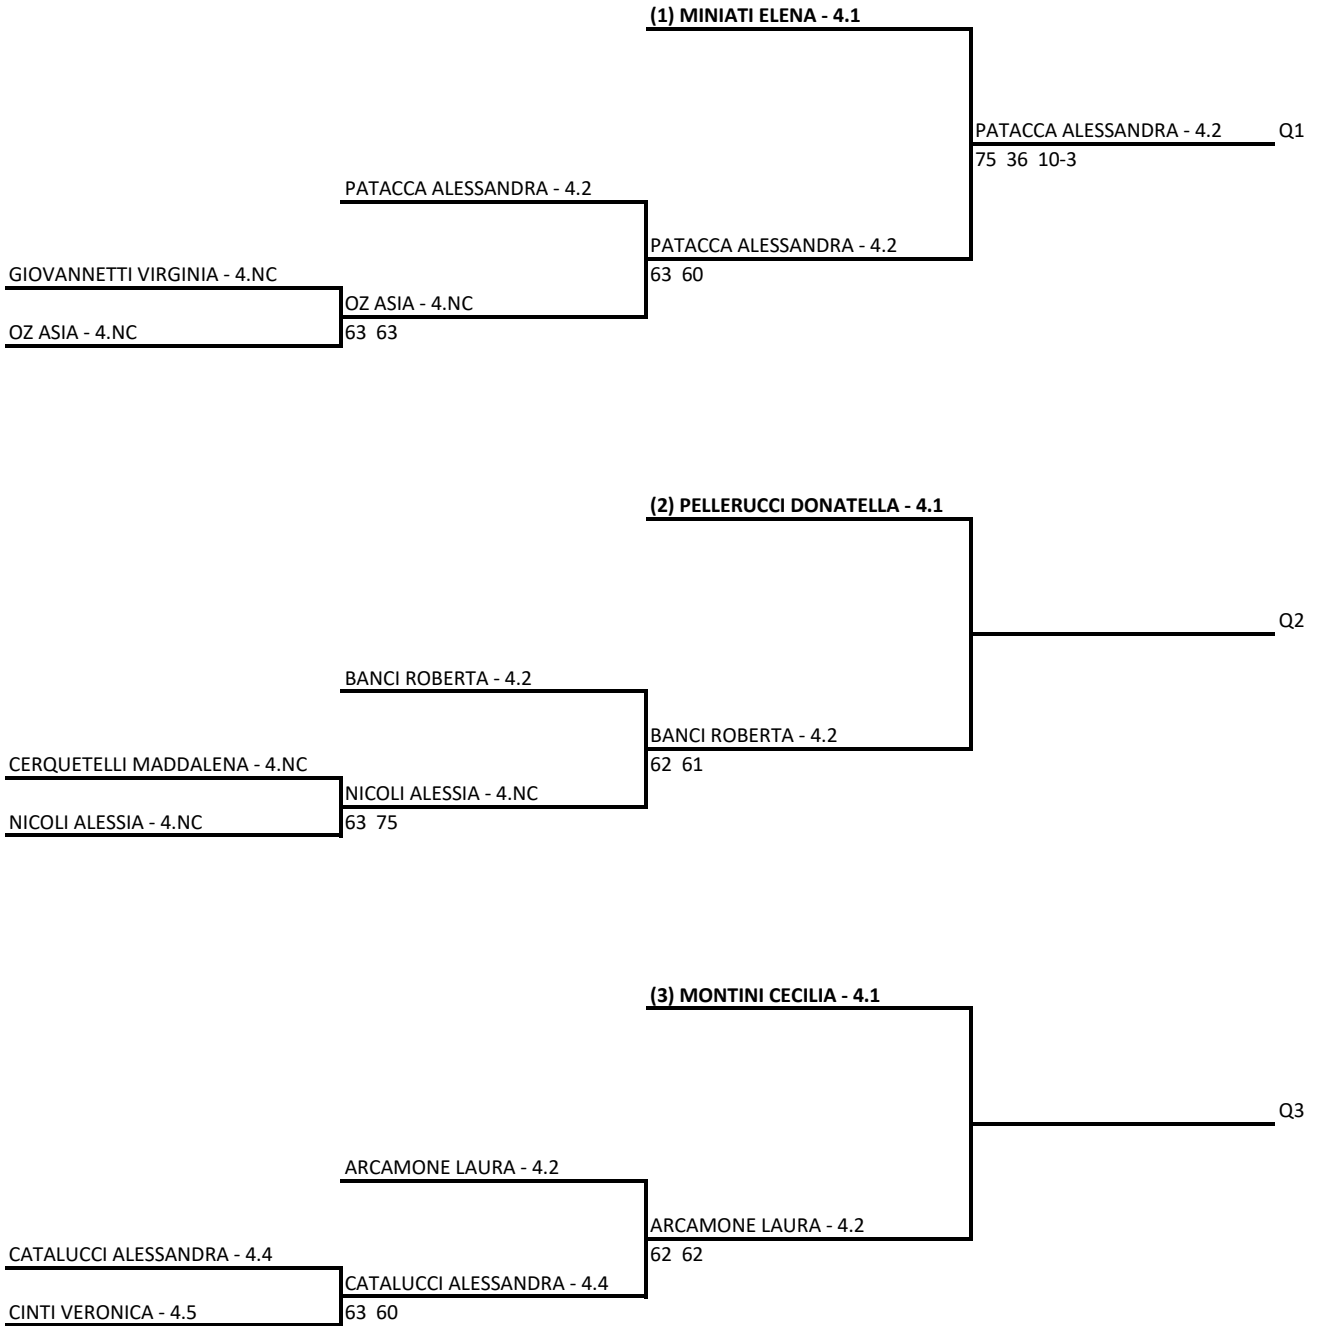 (1) MINIATI ELENA - 4.1
PATACCA ALESSANDRA - 4.2 Q1
75 36 10-3
PATACCA ALESSANDRA - 4.2
PATACCA ALESSANDRA - 4.2
GIOVANNETTI VIRGINIA - 4.NC 63 60
OZ ASIA - 4.NC
OZ ASIA - 4.NC 63 63
(2) PELLERUCCI DONATELLA - 4.1
Q2
BANCI ROBERTA - 4.2
BANCI ROBERTA - 4.2
CERQUETELLI MADDALENA - 4.NC 62 61
NICOLI ALESSIA - 4.NC
NICOLI ALESSIA - 4.NC 63 75
(3) MONTINI CECILIA - 4.1
Q3
ARCAMONE LAURA - 4.2
ARCAMONE LAURA - 4.2
CATALUCCI ALESSANDRA - 4.4 62 62
CATALUCCI ALESSANDRA - 4.4
CINTI VERONICA - 4.5 63 60